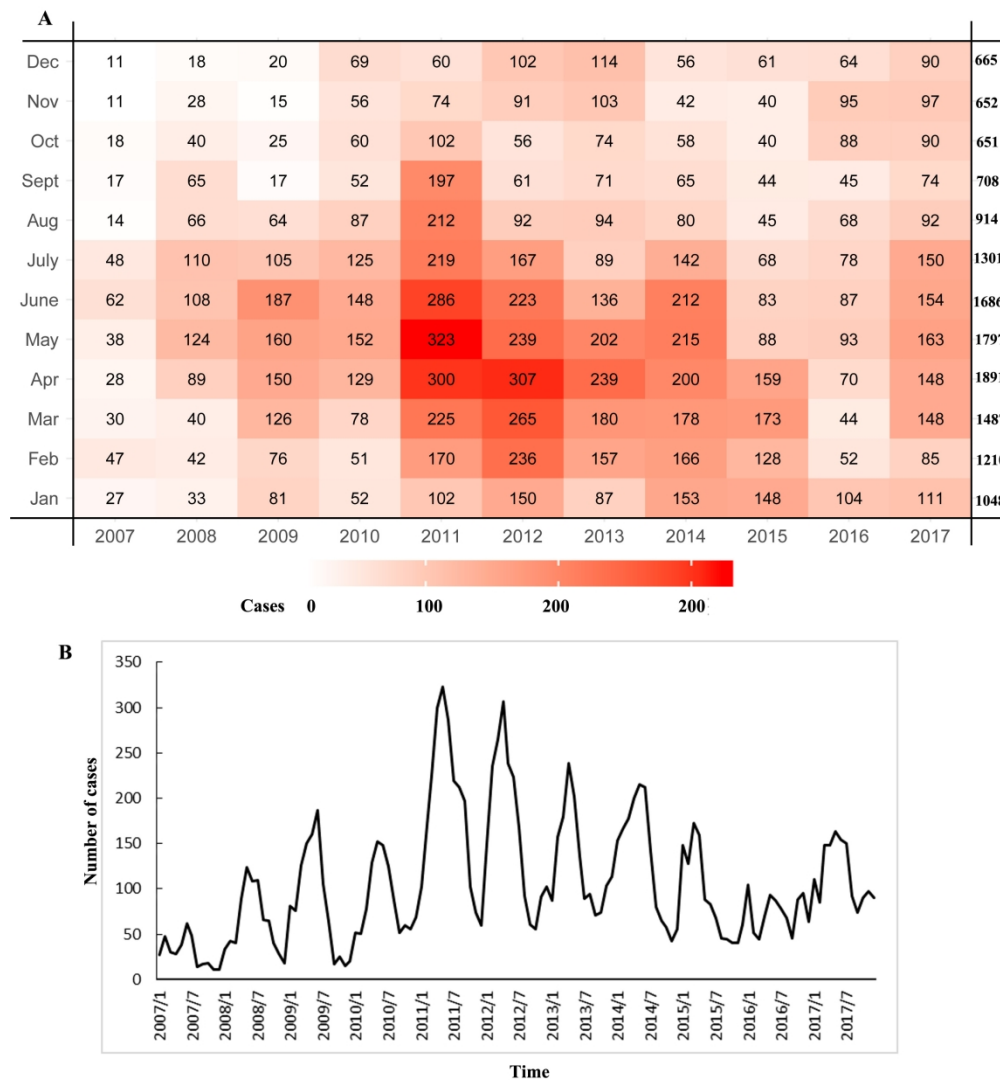 A
Dec 11 18 20 69 60 102 114 56 61 64 90 665
Nov 11 28 15 56 74 91 103 42 40 95 97 652
Oct 18 40 25 60 102 56 74 58 40 88 90 651
Sept 17 65 17 52 197 61 71 65 44 45 74 708
Aug 14 66 64 87 212 92 94 80 45 68 92 914
July 48 110 105 125 219 167 89 142 68 78 150 1301
June 62 108 187 148 286 223 136 212 83 87 154 1686
May 38 124 160 152 323 239 202 215 88 93 163 1797
Apr 28 89 150 129 300 307 239 200 159 70 148 1891
Mar 30 40 126 78 225 265 180 178 173 44 148 1487
Feb 47 42 76 51 170 236 157 166 128 52 85 1210
Jan 27 33 81 52 102 150 87 153 148 104 111 1048
2007 2008 2009 2010 2011 2012 2013 2014 2015 2016 2017
Cases 0 100 200 200
B
350
300
250
200
150
100
50
0
Number of cases
2007/1
2007/7
2008/1
2008/7
2009/1
2009/7
2010/1
2010/7
2011/1
2011/7
2012/1
2012/7
2013/1
2013/7
2014/1
2014/7
2015/1
2015/7
2016/1
2016/7
2017/1
2017/7
Time